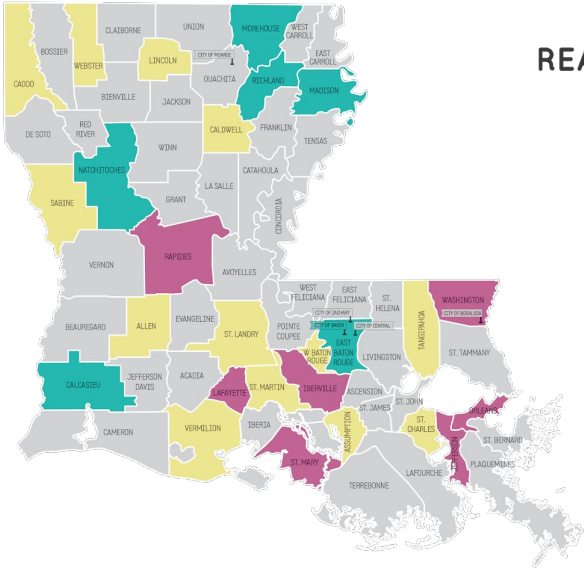 REA
CLAIBORNE
UNION
MOREHOUSE
WEST
CARROLL
EAST
CARROLL
BOSSIER
WEBSTER
LINCOLN
CITY OF MONROE
OUACHITA
RICHLAND
MADISON
CADDO
BIENVILLE
JACKSON
CALDWELL
FRANKLIN
TENSAS
DE SOTO
RED
RIVER
WINN
NATCHITOCHES
CATAHOULA
LA SALLE
GRANT
CONCORDIA
SABINE
RAPIDES
VERNON
AVOYELLES
WEST
FELICIANA
EAST
FELICIANA
ST.
HELENA
WASHINGTON
CITY OF BOGALUSA
CITY OF ZACHARY
CITY OF BAKER
CITY OF CENTRAL
TANGIPAHOA
BEAUREGARD
ALLEN
EVANGELINE
ST. LANDRY
POINTE
COUPEE
W BATON
ROUGE
EAST
BATON
ROUGE
LIVINGSTON
ST. TAMMANY
CALCASIEU
JEFFERSON
DAVIS
ACADIA
LAFAYETTE
ST. MARTIN
IBERVILLE
ASCENSION
ST. JAMES
ST. JOHN
ORLEANS
CAMERON
VERMILION
IBERIA
ASSUMPTION
ST.
CHARLES
JEFFERSON
ST. BERNARD
ST. MARY
PLAQUEMINES
LAFOURCHE
TERREBONNE